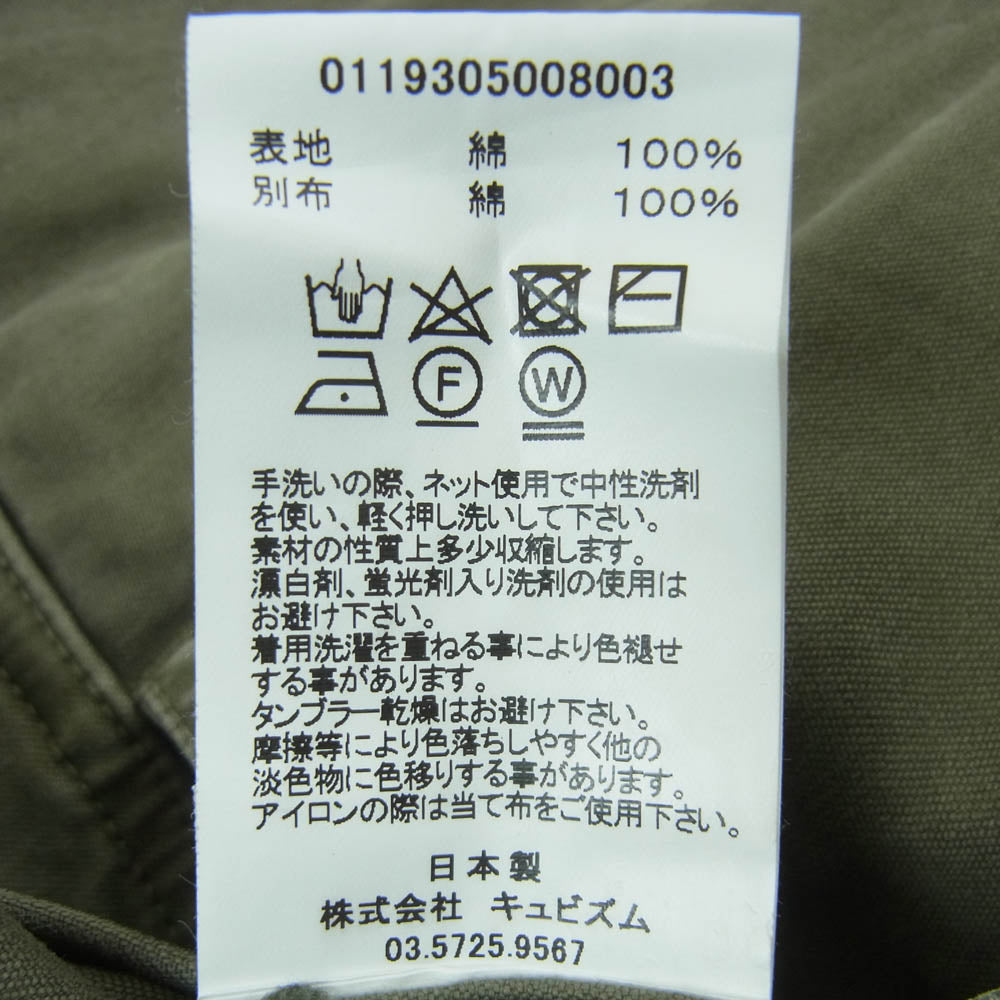 0119305008003
表地 綿 100%
別布 綿 100%
F W
手洗いの際、ネット使用で中性洗剤
を使い、軽く押し洗いして下さい。
素材の性質上多少収縮します。
漂白剤、蛍光剤入り洗剤の使用は
お避け下さい。
着用洗濯を重ねる事により色褪せ
する事があります。
タンブラー乾燥はお避け下さい。
摩擦等により色落ちしやすく他の
淡色物に色移りする事があります。
アイロンの際は当て布をご使用下さい。
日本製
株式会社 キュビズム
03.5725.9567